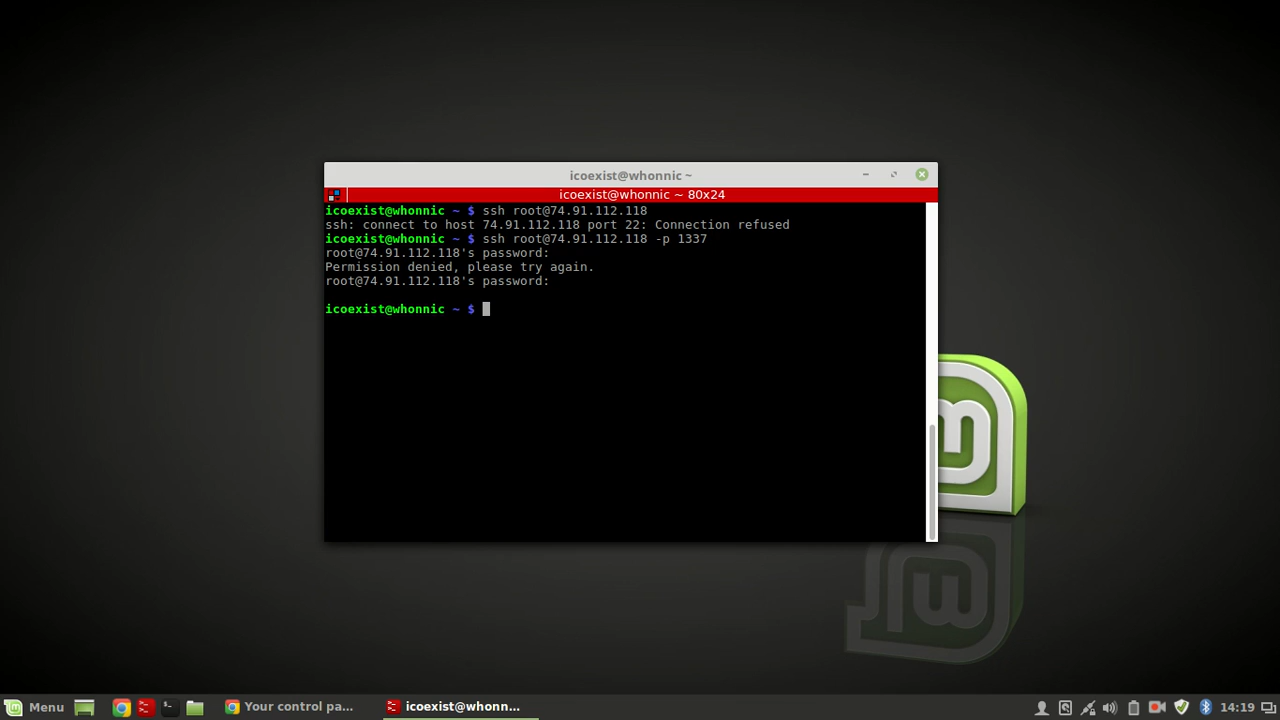 icoexist@whonnic ~
icoexist@whonnic ~ 80x24
icoexist@whonnic ~ $ ssh root@74.91.112.118
ssh: connect to host 74.91.112.118 port 22: Connection refused
icoexist@whonnic ~ $ ssh root@74.91.112.118 -p 1337
root@74.91.112.118's password:
Permission denied, please try again.
root@74.91.112.118's password:
icoexist@whonnic ~ $
Menu
Your control pa...
icoexist@whonn...
14:19